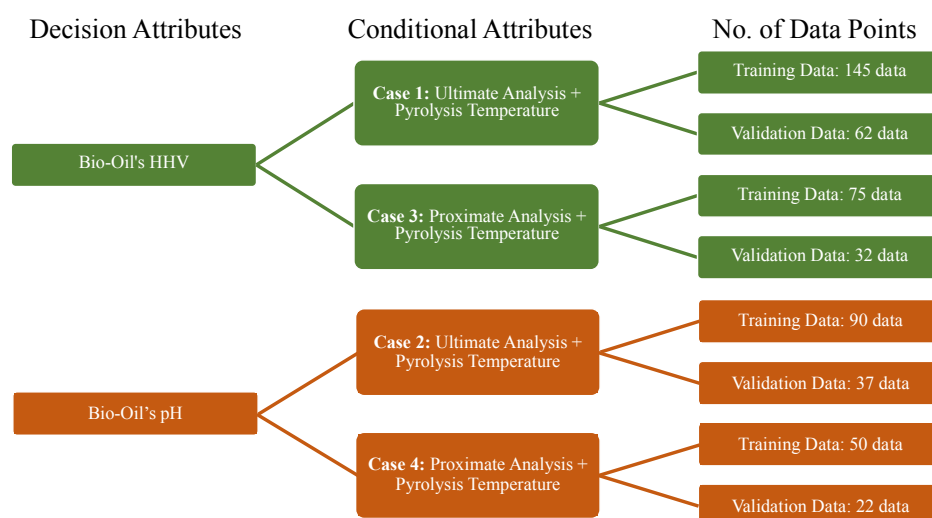 Decision Attributes
Conditional Attributes
No. of Data Points
Bio-Oil's HHV
Case 1: Ultimate Analysis +
Pyrolysis Temperature
Training Data: 145 data
Validation Data: 62 data
Case 3: Proximate Analysis +
Pyrolysis Temperature
Training Data: 75 data
Validation Data: 32 data
Bio-Oil’s pH
Case 2: Ultimate Analysis +
Pyrolysis Temperature
Training Data: 90 data
Validation Data: 37 data
Case 4: Proximate Analysis +
Pyrolysis Temperature
Training Data: 50 data
Validation Data: 22 data